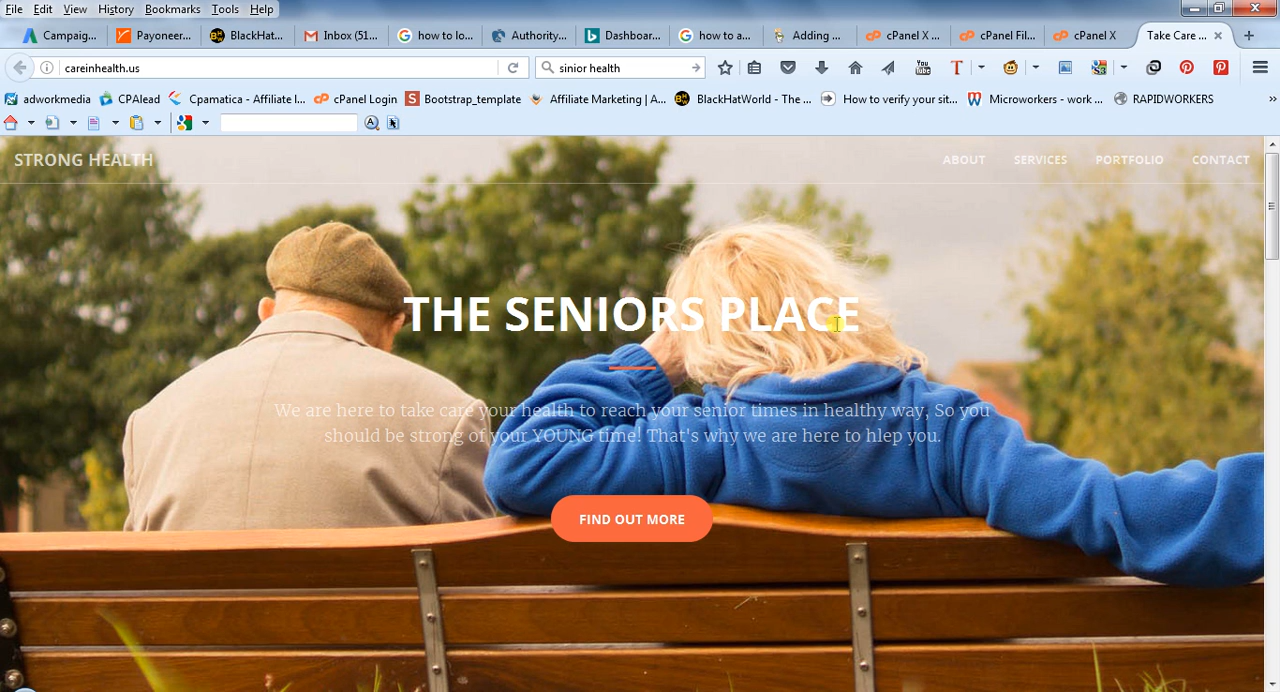 File Edit View History Bookmarks Tools Help
Campaig... Payoneer... BlackHat... Inbox (51... how to lo... Authority... Dashboar... how to a... Adding ... cPanel X ... cPanel Fil... cPanel X Take Care ...
careinhealth.us sinior health
adworkmedia CPAlead Cpamatica - Affiliate I... cPanel Login Bootstrap_template Affiliate Marketing | A... BlackHatWorld - The ... How to verify your sit... Microworkers - work ... RAPIDWORKERS
STRONG HEALTH ABOUT SERVICES PORTFOLIO CONTACT
THE SENIORS PLACE
We are here to take care your health to reach your senior times in healthy way, So you
should be strong of your YOUNG time! That's why we are here to hlep you.
FIND OUT MORE